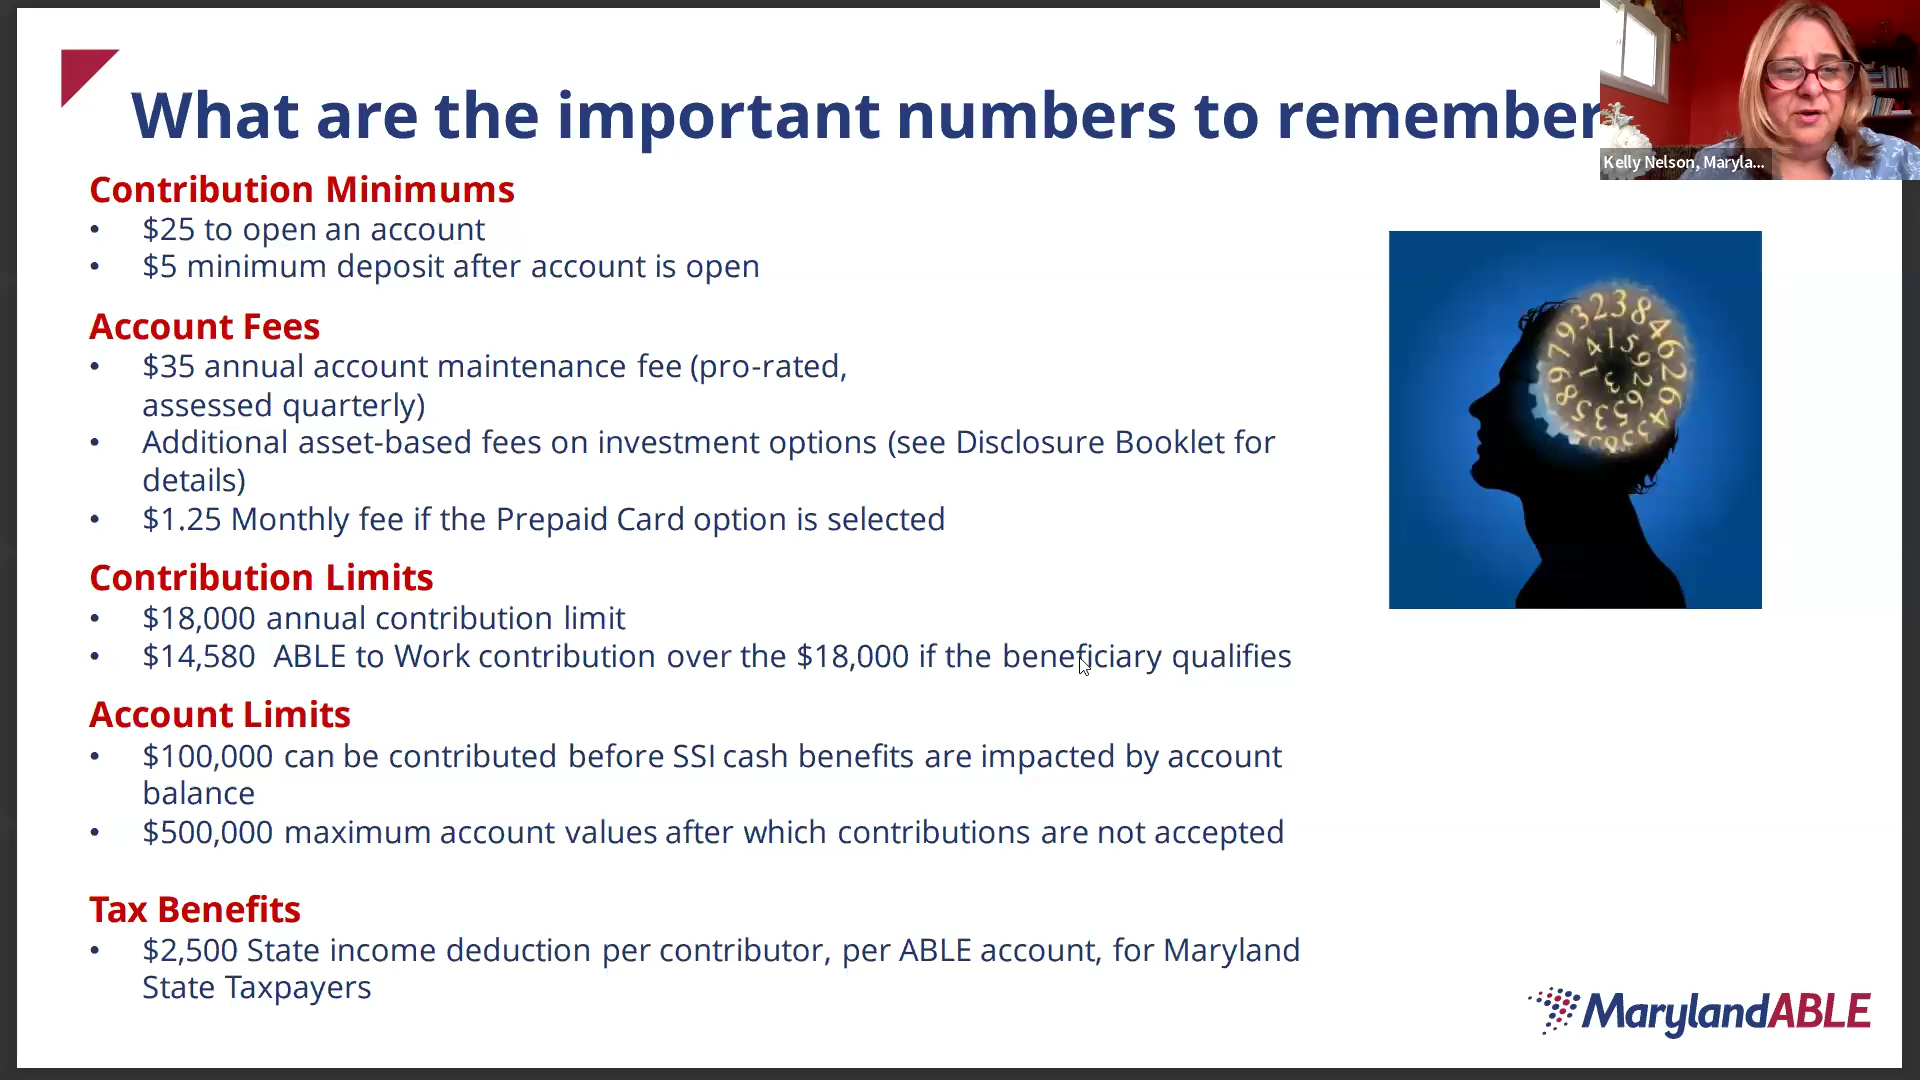 What are the important numbers to remember
Kelly Nelson, Maryla...
Contribution Minimums
• $25 to open an account
• $5 minimum deposit after account is open
Account Fees
• $35 annual account maintenance fee (pro-rated,
assessed quarterly)
• Additional asset-based fees on investment options (see Disclosure Booklet for
details)
• $1.25 Monthly fee if the Prepaid Card option is selected
Contribution Limits
• $18,000 annual contribution limit
• $14,580 ABLE to Work contribution over the $18,000 if the beneficiary qualifies
Account Limits
• $100,000 can be contributed before SSI cash benefits are impacted by account
balance
• $500,000 maximum account values after which contributions are not accepted
Tax Benefits
• $2,500 State income deduction per contributor, per ABLE account, for Maryland
State Taxpayers
MarylandABLE